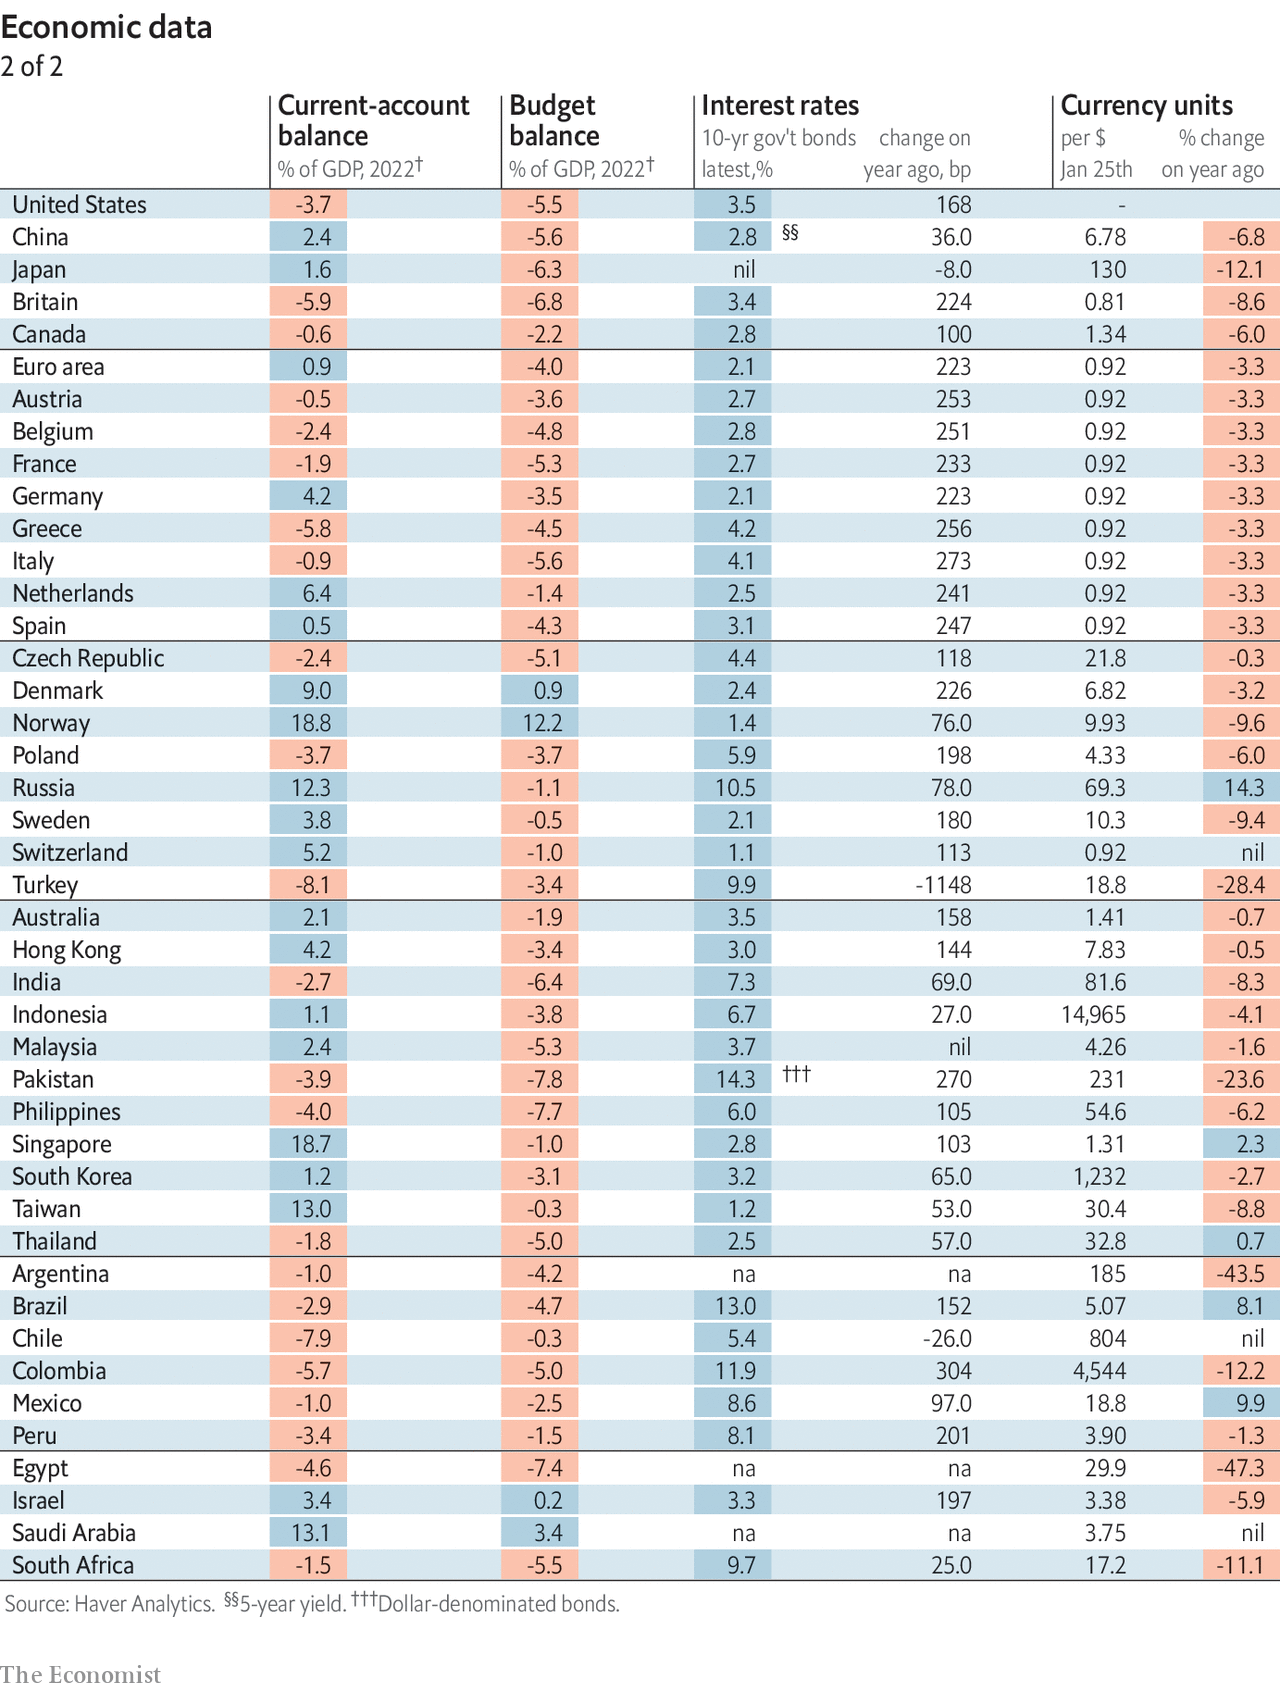 Economic data
2 of 2
Current-account balance % of GDP, 2022† Budget balance % of GDP, 2022† Interest rates 10-yr gov't bonds latest,% change on year ago, bp Currency units per $ Jan 25th % change on year ago
United States -3.7 -5.5 3.5 168 -
China 2.4 -5.6 2.8 §§ 36.0 6.78 -6.8
Japan 1.6 -6.3 nil -8.0 130 -12.1
Britain -5.9 -6.8 3.4 224 0.81 -8.6
Canada -0.6 -2.2 2.8 100 1.34 -6.0
Euro area 0.9 -4.0 2.1 223 0.92 -3.3
Austria -0.5 -3.6 2.7 253 0.92 -3.3
Belgium -2.4 -4.8 2.8 251 0.92 -3.3
France -1.9 -5.3 2.7 233 0.92 -3.3
Germany 4.2 -3.5 2.1 223 0.92 -3.3
Greece -5.8 -4.5 4.2 256 0.92 -3.3
Italy -0.9 -5.6 4.1 273 0.92 -3.3
Netherlands 6.4 -1.4 2.5 241 0.92 -3.3
Spain 0.5 -4.3 3.1 247 0.92 -3.3
Czech Republic -2.4 -5.1 4.4 118 21.8 -0.3
Denmark 9.0 0.9 2.4 226 6.82 -3.2
Norway 18.8 12.2 1.4 76.0 9.93 -9.6
Poland -3.7 -3.7 5.9 198 4.33 -6.0
Russia 12.3 -1.1 10.5 78.0 69.3 14.3
Sweden 3.8 -0.5 2.1 180 10.3 -9.4
Switzerland 5.2 -1.0 1.1 113 0.92 nil
Turkey -8.1 -3.4 9.9 -1148 18.8 -28.4
Australia 2.1 -1.9 3.5 158 1.41 -0.7
Hong Kong 4.2 -3.4 3.0 144 7.83 -0.5
India -2.7 -6.4 7.3 69.0 81.6 -8.3
Indonesia 1.1 -3.8 6.7 27.0 14,965 -4.1
Malaysia 2.4 -5.3 3.7 nil 4.26 -1.6
Pakistan -3.9 -7.8 14.3 ††† 270 231 -23.6
Philippines -4.0 -7.7 6.0 105 54.6 -6.2
Singapore 18.7 -1.0 2.8 103 1.31 2.3
South Korea 1.2 -3.1 3.2 65.0 1,232 -2.7
Taiwan 13.0 -0.3 1.2 53.0 30.4 -8.8
Thailand -1.8 -5.0 2.5 57.0 32.8 0.7
Argentina -1.0 -4.2 na na 185 -43.5
Brazil -2.9 -4.7 13.0 152 5.07 8.1
Chile -7.9 -0.3 5.4 -26.0 804 nil
Colombia -5.7 -5.0 11.9 304 4,544 -12.2
Mexico -1.0 -2.5 8.6 97.0 18.8 9.9
Peru -3.4 -1.5 8.1 201 3.90 -1.3
Egypt -4.6 -7.4 na na 29.9 -47.3
Israel 3.4 0.2 3.3 197 3.38 -5.9
Saudi Arabia 13.1 3.4 na na 3.75 nil
South Africa -1.5 -5.5 9.7 25.0 17.2 -11.1
Source: Haver Analytics. §§5-year yield. †††Dollar-denominated bonds.
The Economist